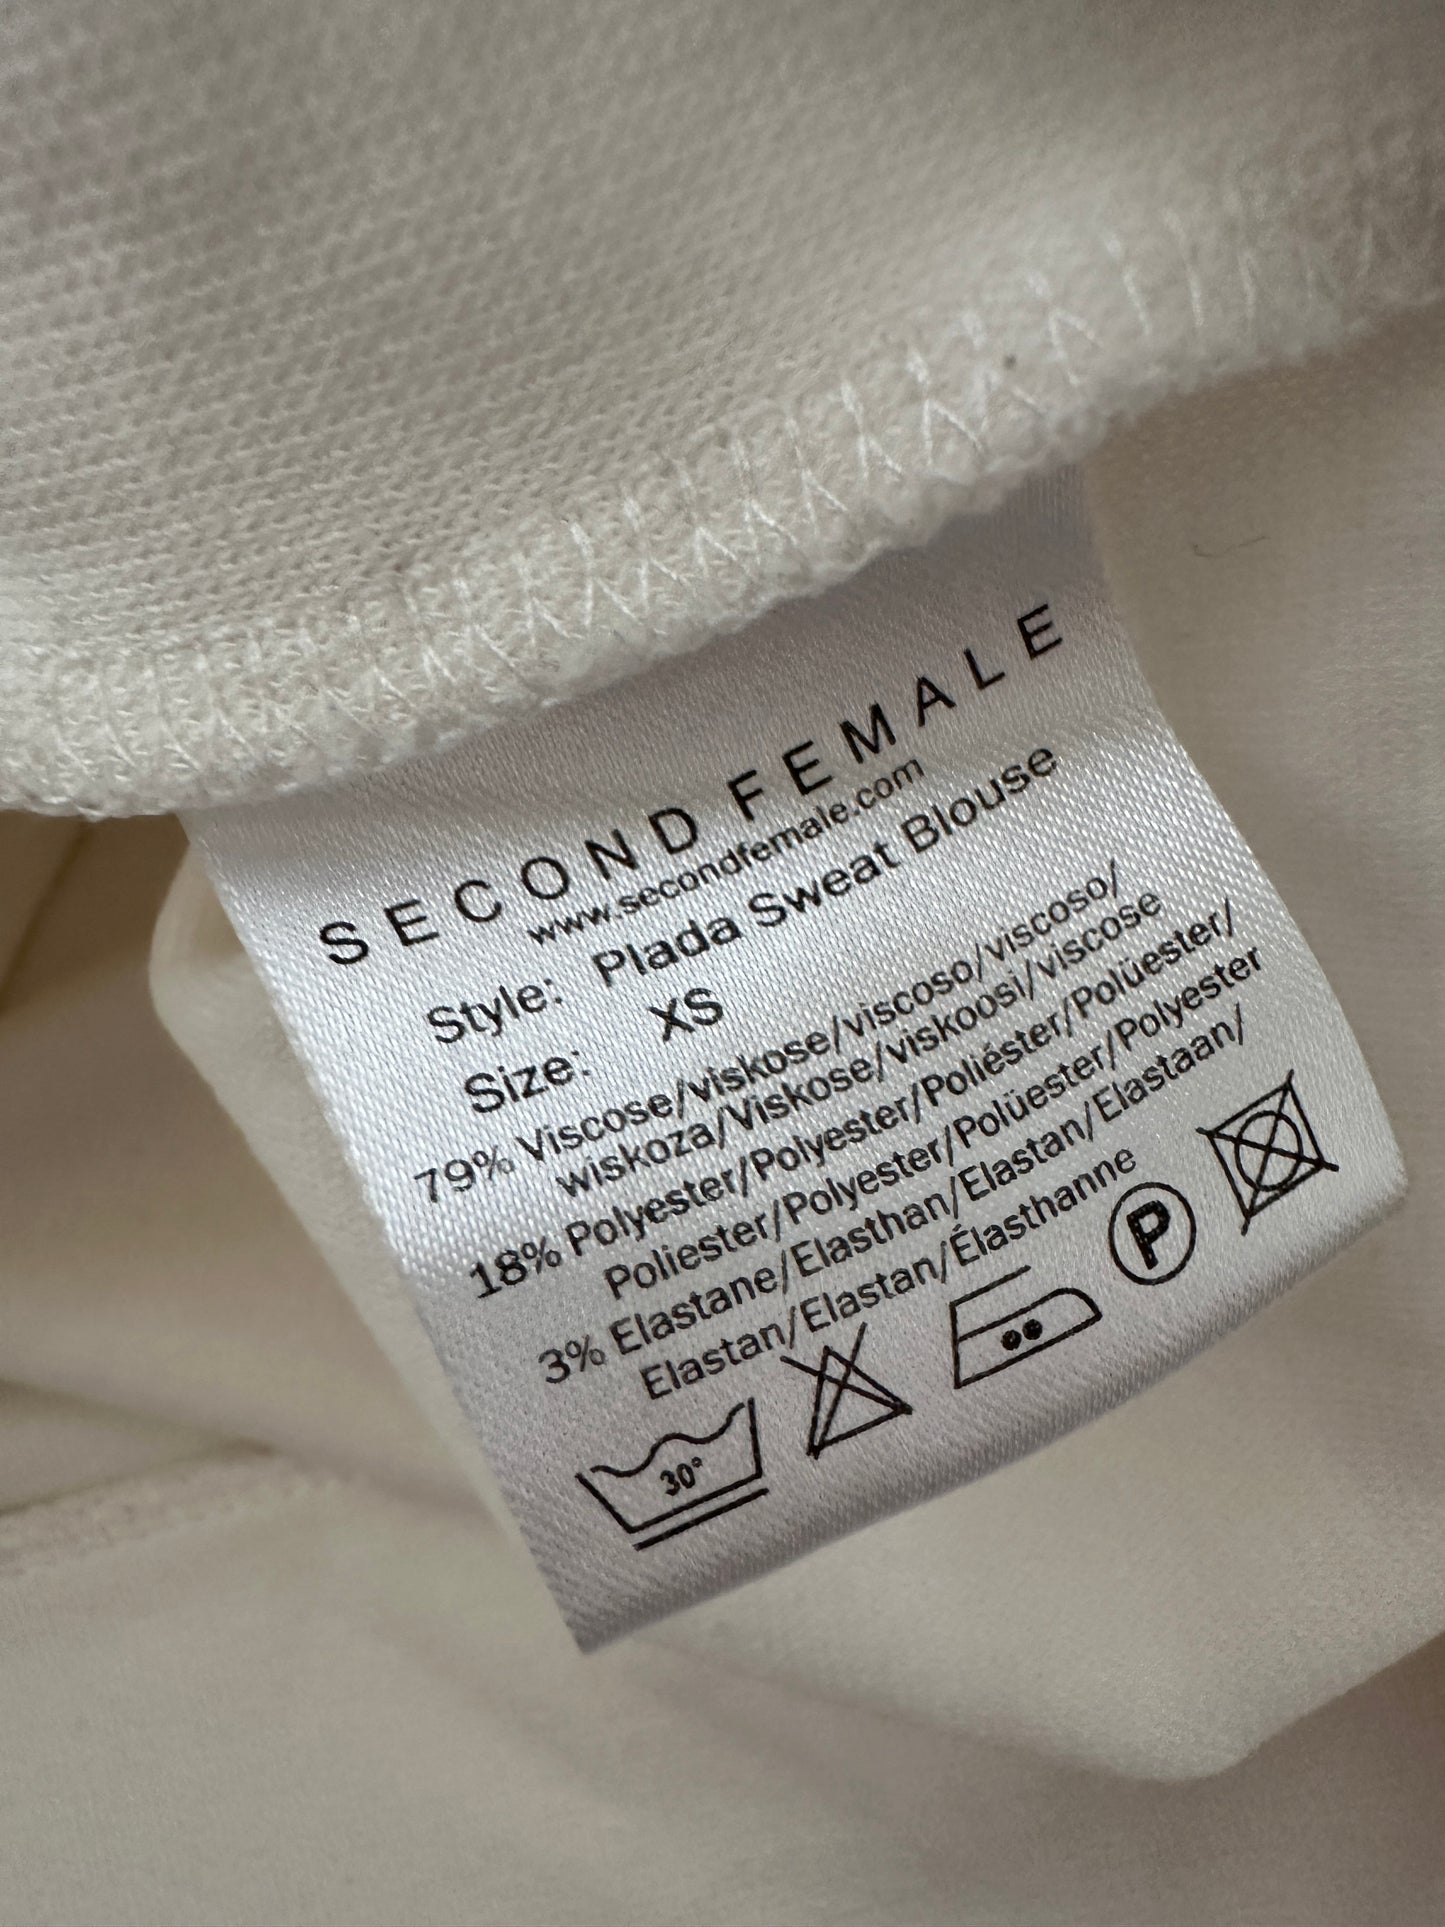 SECOND FEMALE
www.secondfemale.com
Style: Plada Sweat Blouse
Size: XS
79% Viscose/viskose/viscoso/viscoso/
wiskoza/Viskose/viskoosi/viscose
18% Polyester/Polyester/Poliéster/Polüester/
Poliester/Polyester/Polüester/Polyester
3% Elastane/Elasthan/Elastan/Elastaan/
Elastan/Elastan/Élasthanne
30°
P